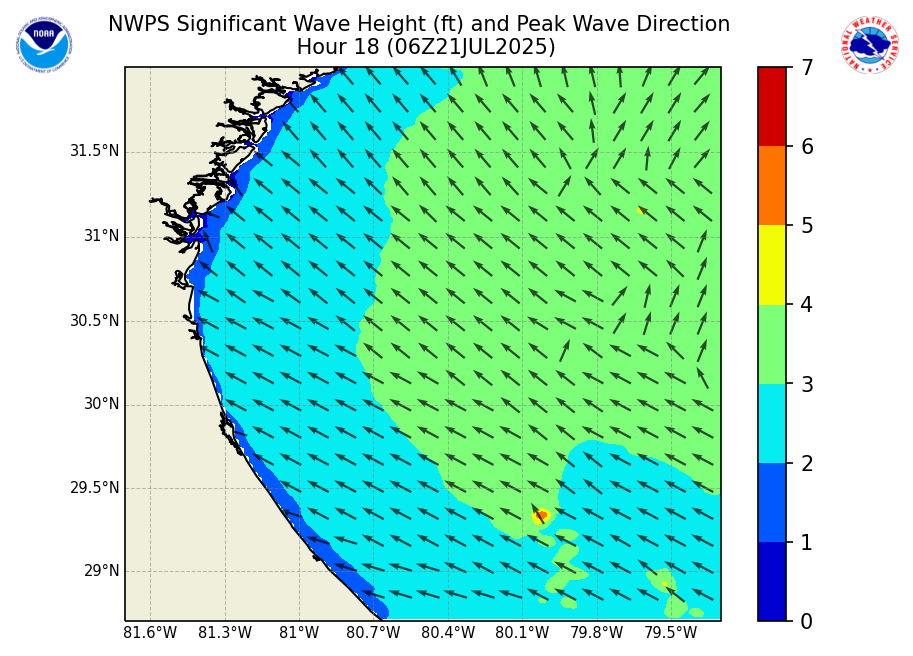 NWPS Significant Wave Height (ft) and Peak Wave Direction
Hour 18 (06Z21JUL2025)
NOAA
NATIONAL WEATHER SERVICE
31.5°N
31°N
30.5°N
30°N
29.5°N
29°N
81.6°W 81.3°W 81°W 80.7°W 80.4°W 80.1°W 79.8°W 79.5°W
7
6
5
4
3
2
1
0